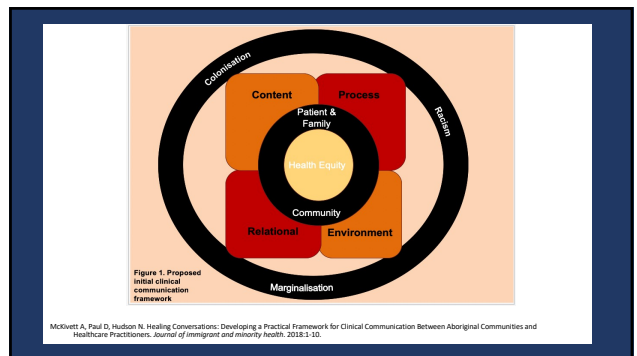 Colonisation
Racism
Content
Process
Patient &
Family
Health Equity
Community
Relational
Environment
Marginalisation
Figure 1. Proposed
initial clinical
communication
framework
McKivett A, Paul D, Hudson N. Healing Conversations: Developing a Practical Framework for Clinical Communication Between Aboriginal Communities and
Healthcare Practitioners. Journal of immigrant and minority health. 2018:1-10.